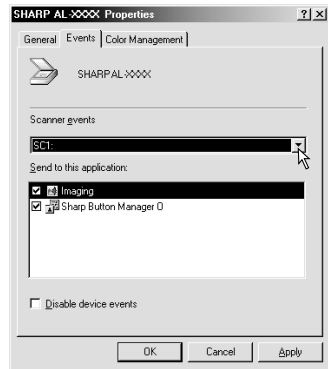 SHARP AL-XXXX Properties
General Events Color Management
SHARP AL-XXXX
Scanner events
SC1:
Send to this application:
Imaging
Sharp Button Manager O
Disable device events
OK Cancel Apply